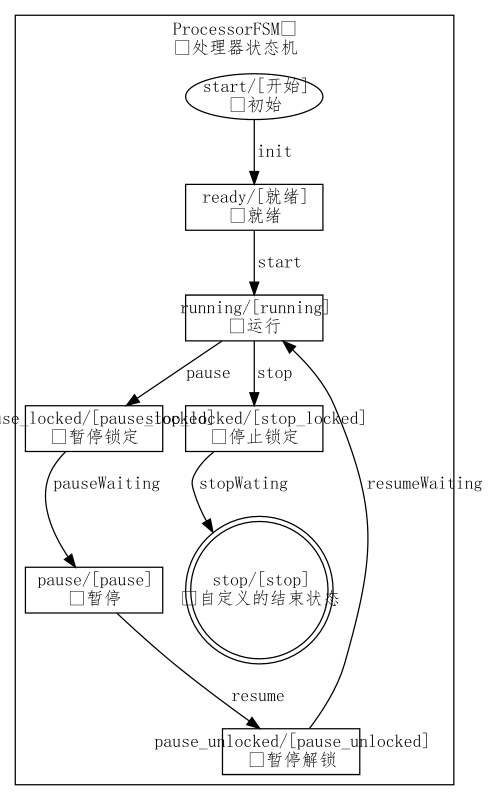 ProcessorFSM
处理器状态机
start/[开始]
初始
init
ready/[就绪]
就绪
start
running/[running]
运行
pause
stop
se_locked/[pause_locked]
暂停锁定
stop_locked/[stop_locked]
停止锁定
pauseWaiting
stopWating
resumeWaiting
pause/[pause]
暂停
stop/[stop]
自定义的结束状态
resume
pause_unlocked/[pause_unlocked]
暂停解锁